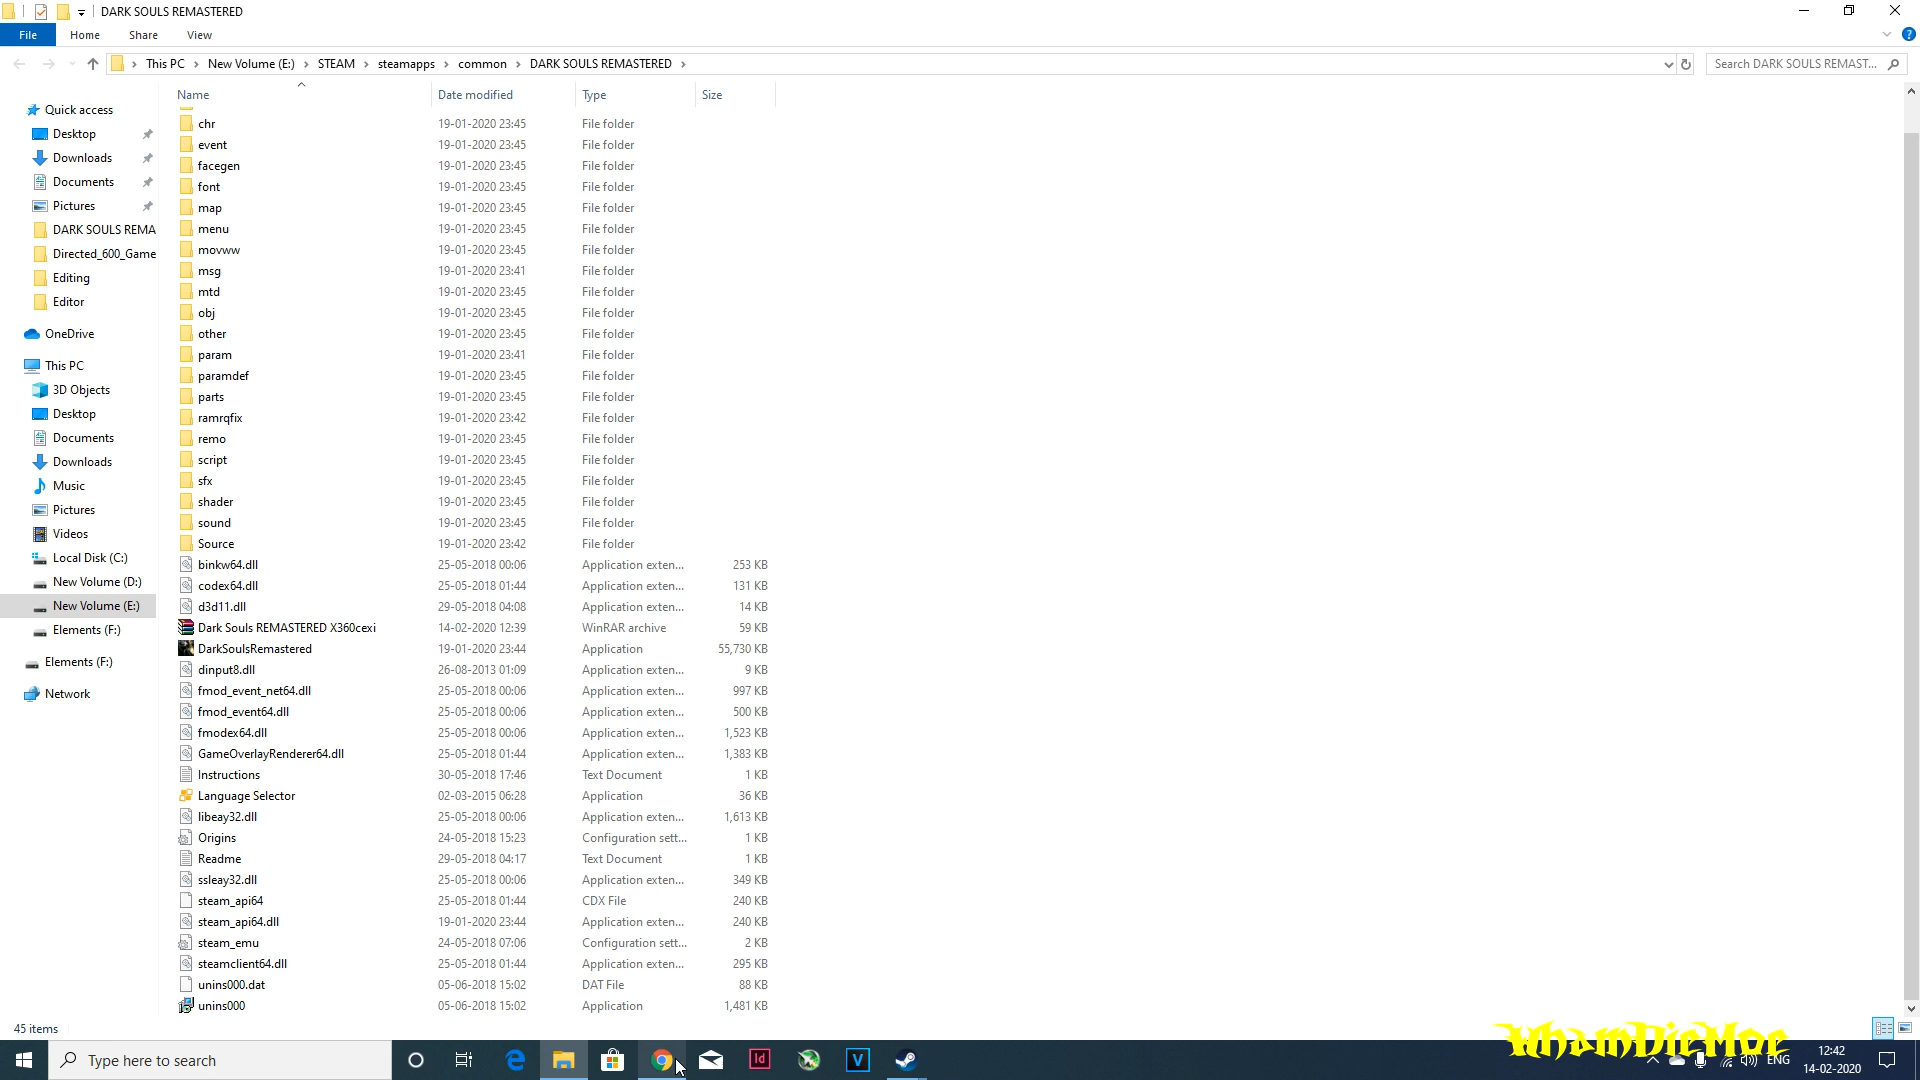 DARK SOULS REMASTERED
File Home Share View
This PC New Volume (E:) STEAM steamapps common DARK SOULS REMASTERED
Search DARK SOULS REMAST...
Name Date modified Type Size
Quick access
Desktop
Downloads
Documents
Pictures
DARK SOULS REMA
Directed_600_Game
Editing
Editor
OneDrive
This PC
3D Objects
Desktop
Documents
Downloads
Music
Pictures
Videos
Local Disk (C:)
New Volume (D:)
New Volume (E:)
Elements (F:)
Elements (F:)
Network
chr 19-01-2020 23:45 File folder
event 19-01-2020 23:45 File folder
facegen 19-01-2020 23:45 File folder
font 19-01-2020 23:45 File folder
map 19-01-2020 23:45 File folder
menu 19-01-2020 23:45 File folder
movww 19-01-2020 23:45 File folder
msg 19-01-2020 23:41 File folder
mtd 19-01-2020 23:45 File folder
obj 19-01-2020 23:45 File folder
other 19-01-2020 23:45 File folder
param 19-01-2020 23:41 File folder
paramdef 19-01-2020 23:45 File folder
parts 19-01-2020 23:45 File folder
ramrqfix 19-01-2020 23:42 File folder
remo 19-01-2020 23:45 File folder
script 19-01-2020 23:45 File folder
sfx 19-01-2020 23:45 File folder
shader 19-01-2020 23:45 File folder
sound 19-01-2020 23:45 File folder
Source 19-01-2020 23:42 File folder
binkw64.dll 25-05-2018 00:06 Application exten... 253 KB
codex64.dll 25-05-2018 01:44 Application exten... 131 KB
d3d11.dll 29-05-2018 04:08 Application exten... 14 KB
Dark Souls REMASTERED X360cexi 14-02-2020 12:39 WinRAR archive 59 KB
DarkSoulsRemastered 19-01-2020 23:44 Application 55,730 KB
dinput8.dll 26-08-2013 01:09 Application exten... 9 KB
fmod_event_net64.dll 25-05-2018 00:06 Application exten... 997 KB
fmod_event64.dll 25-05-2018 00:06 Application exten... 500 KB
fmodex64.dll 25-05-2018 00:06 Application exten... 1,523 KB
GameOverlayRenderer64.dll 25-05-2018 01:44 Application exten... 1,383 KB
Instructions 30-05-2018 17:46 Text Document 1 KB
Language Selector 02-03-2015 06:28 Application 36 KB
libeay32.dll 25-05-2018 00:06 Application exten... 1,613 KB
Origins 24-05-2018 15:23 Configuration sett... 1 KB
Readme 29-05-2018 04:17 Text Document 1 KB
ssleay32.dll 25-05-2018 00:06 Application exten... 349 KB
steam_api64 25-05-2018 01:44 CDX File 240 KB
steam_api64.dll 19-01-2020 23:44 Application exten... 240 KB
steam_emu 24-05-2018 07:06 Configuration sett... 2 KB
steamclient64.dll 25-05-2018 01:44 Application exten... 295 KB
unins000.dat 05-06-2018 15:02 DAT File 88 KB
unins000 05-06-2018 15:02 Application 1,481 KB
45 items
WhamDicMoe
Type here to search
Id
V
ENG
12:42
14-02-2020